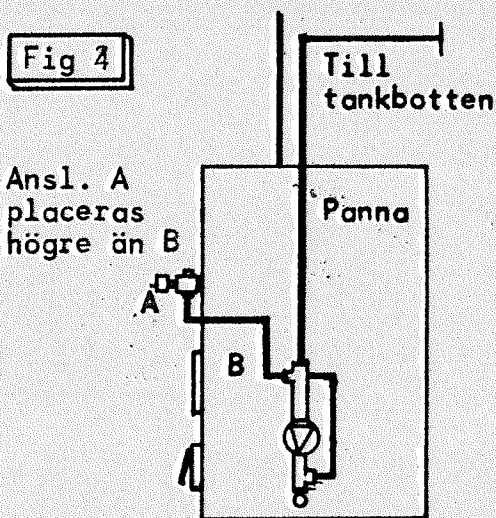 Fig 4
Till
tankbotten
Ansl. A
placeras
högre än B
Panna
A
B